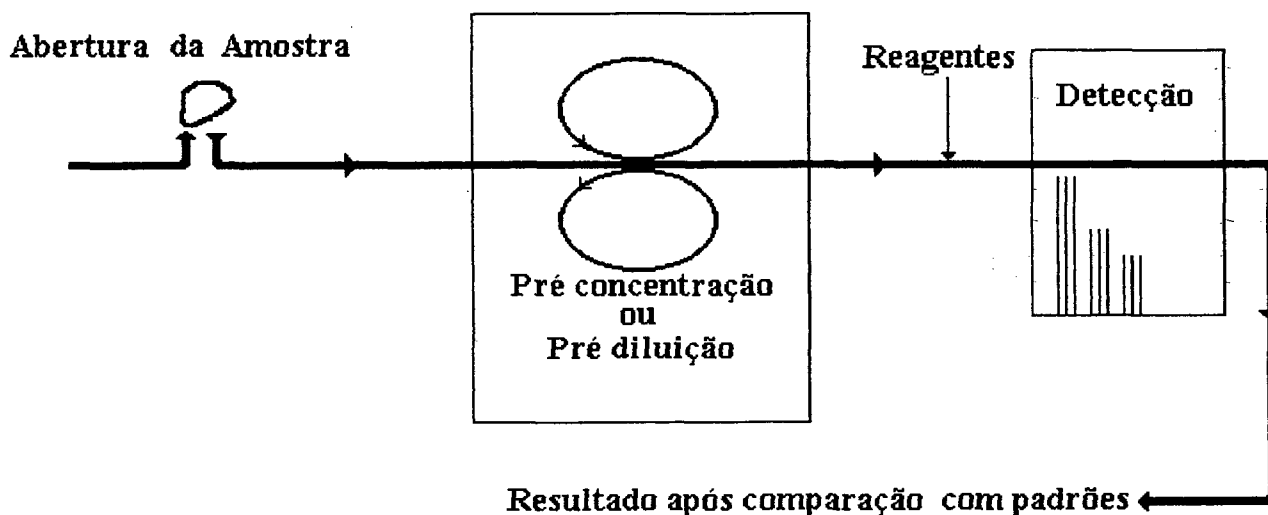 Abertura da Amostra
Reagentes
Detecção
Pré concentração
ou
Pré diluição
Resultado após comparação com padrões